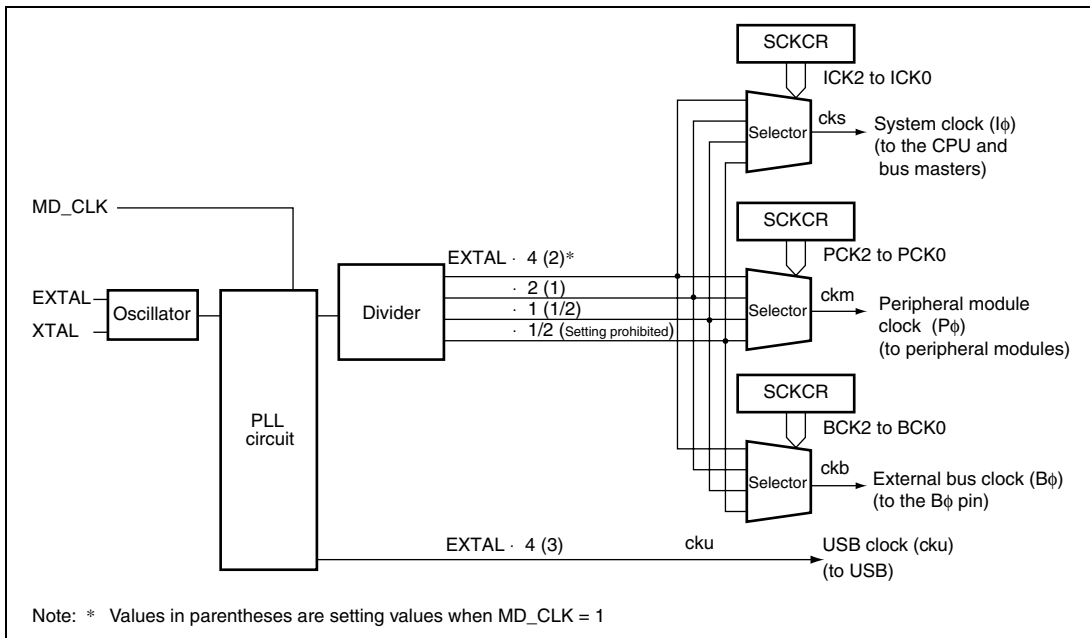 SCKCR
ICK2 to ICK0
Selector
cks
System clock (Iϕ)
(to the CPU and
bus masters)
MD_CLK
EXTAL
XTAL
Oscillator
PLL
circuit
Divider
EXTAL · 4 (2)*
· 2 (1)
· 1 (1/2)
· 1/2 (Setting prohibited)
SCKCR
PCK2 to PCK0
Selector
ckm
Peripheral module
clock (Pϕ)
(to peripheral modules)
SCKCR
BCK2 to BCK0
Selector
ckb
External bus clock (Bϕ)
(to the Bϕ pin)
EXTAL · 4 (3)
cku
USB clock (cku)
(to USB)
Note: * Values in parentheses are setting values when MD_CLK = 1